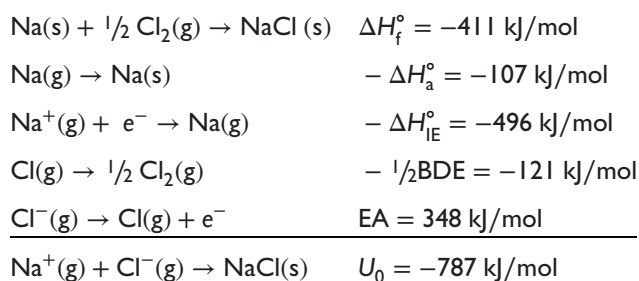 Na(s) + 1/2 Cl₂(g) → NaCl (s) ΔH°f = −411 kJ/mol
Na(g) → Na(s) − ΔH°a = −107 kJ/mol
Na⁺(g) + e⁻ → Na(g) − ΔH°IE = −496 kJ/mol
Cl(g) → 1/2 Cl₂(g) − 1/2BDE = −121 kJ/mol
Cl⁻(g) → Cl(g) + e⁻ EA = 348 kJ/mol
Na⁺(g) + Cl⁻(g) → NaCl(s) U₀ = −787 kJ/mol